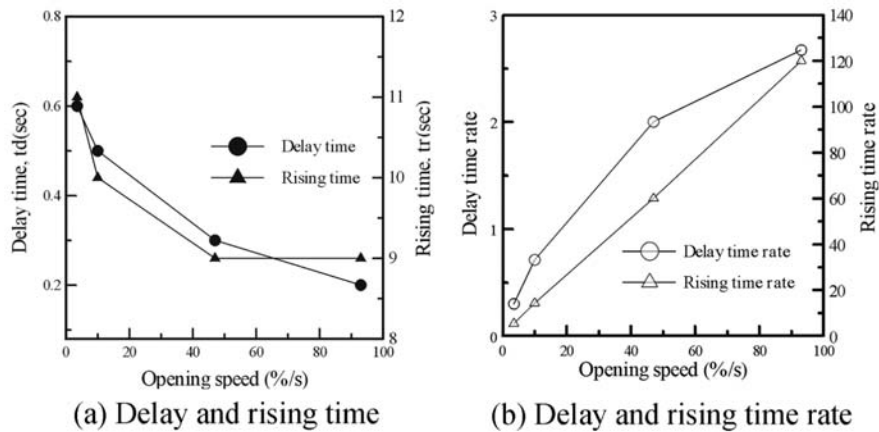 0.8
0.6
0.4
0.2
Delay time, td(sec)
12
11
10
9
8
Rising time, tr(sec)
Delay time
Rising time
0 20 40 60 80 100
Opening speed (%/s)
(a) Delay and rising time
3
2
1
0
Delay time rate
140
120
100
80
60
40
20
0
Rising time rate
Delay time rate
Rising time rate
0 20 40 60 80 100
Opening speed (%/s)
(b) Delay and rising time rate